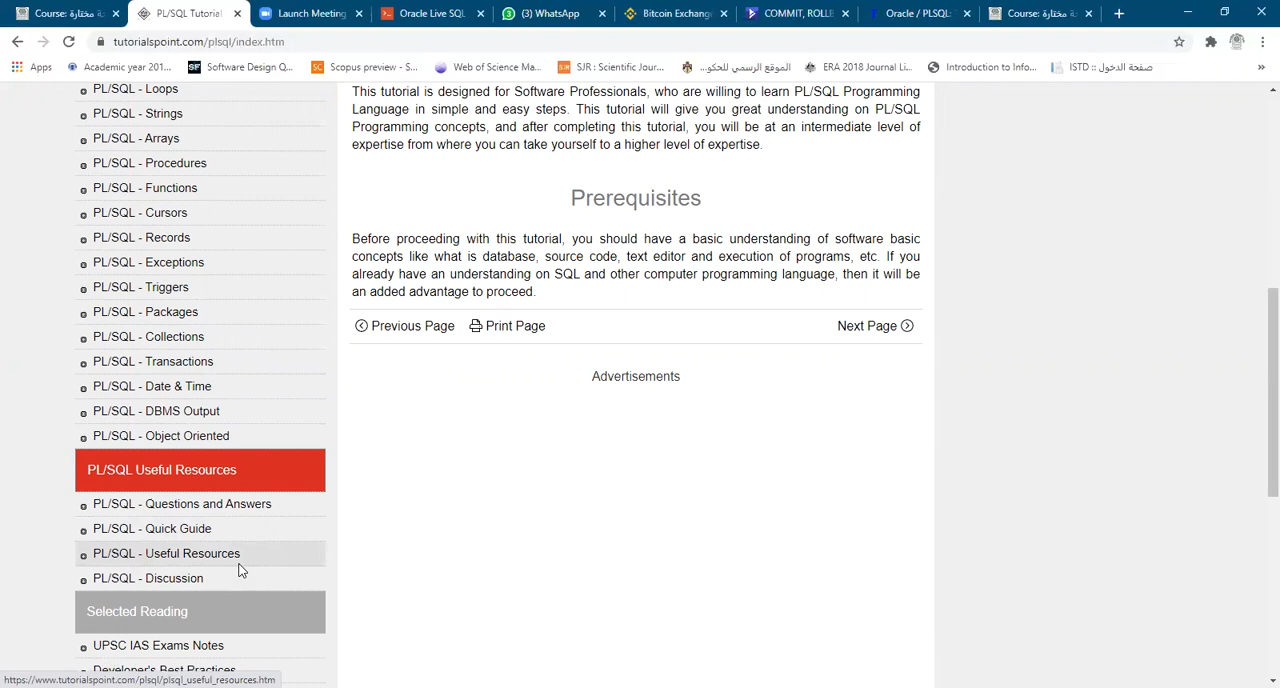 Course: ة مختارة
PL/SQL Tutorial
Launch Meeting
Oracle Live SQL
(3) WhatsApp
Bitcoin Exchang
COMMIT, ROLLB
Oracle / PLSQL:
Course: ة مختارة
tutorialspoint.com/plsql/index.htm
Apps
Academic year 201...
Software Design Q...
Scopus preview - S...
Web of Science Ma...
SJR : Scientific Jour...
الموقع الرسمي للحكو...
ERA 2018 Journal Li...
Introduction to Info...
ISTD :: صفحة الدخول
PL/SQL - Loops
PL/SQL - Strings
PL/SQL - Arrays
PL/SQL - Procedures
PL/SQL - Functions
PL/SQL - Cursors
PL/SQL - Records
PL/SQL - Exceptions
PL/SQL - Triggers
PL/SQL - Packages
PL/SQL - Collections
PL/SQL - Transactions
PL/SQL - Date & Time
PL/SQL - DBMS Output
PL/SQL - Object Oriented
PL/SQL Useful Resources
PL/SQL - Questions and Answers
PL/SQL - Quick Guide
PL/SQL - Useful Resources
PL/SQL - Discussion
Selected Reading
UPSC IAS Exams Notes
Developer's Best Practices
https://www.tutorialspoint.com/plsql/plsql_useful_resources.htm
This tutorial is designed for Software Professionals, who are willing to learn PL/SQL Programming
Language in simple and easy steps. This tutorial will give you great understanding on PL/SQL
Programming concepts, and after completing this tutorial, you will be at an intermediate level of
expertise from where you can take yourself to a higher level of expertise.
Prerequisites
Before proceeding with this tutorial, you should have a basic understanding of software basic
concepts like what is database, source code, text editor and execution of programs, etc. If you
already have an understanding on SQL and other computer programming language, then it will be
an added advantage to proceed.
Previous Page
Print Page
Next Page
Advertisements